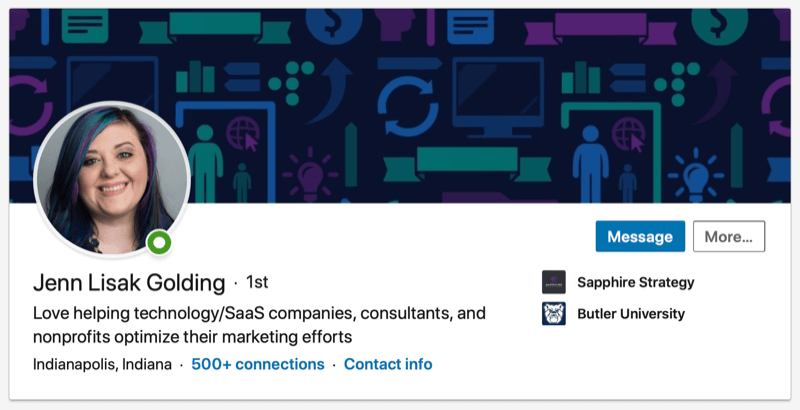 Message
More...
Jenn Lisak Golding · 1st
Sapphire Strategy
Love helping technology/SaaS companies, consultants, and
Butler University
nonprofits optimize their marketing efforts
Indianapolis, Indiana · 500+ connections · Contact info